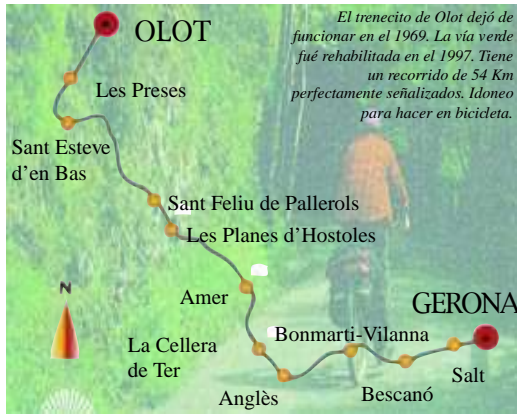 El trenecito de Olot dejó de
funcionar en el 1969. La vía verde
fué rehabilitada en el 1997. Tiene
un recorrido de 54 Km
perfectamente señalizados. Idoneo
para hacer en bicicleta.
OLOT
Les Preses
Sant Esteve
d'en Bas
Sant Feliu de Pallerols
Les Planes d'Hostoles
Amer
N
GERONA
La Cellera
de Ter
Bonmarti-Vilanna
Anglès
Bescanó
Salt